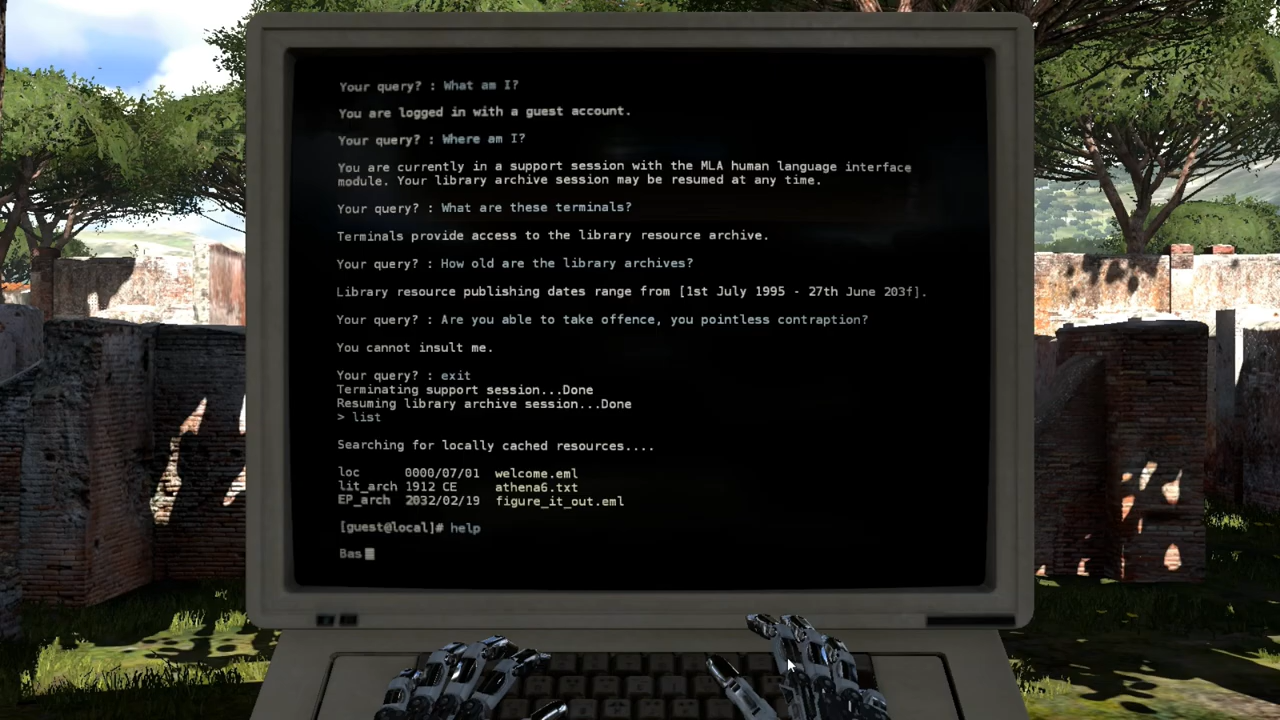 Your query? : What am I?
You are logged in with a guest account.
Your query? : Where am I?
You are currently in a support session with the MLA human language interface
module. Your library archive session may be resumed at any time.
Your query? : What are these terminals?
Terminals provide access to the library resource archive.
Your query? : How old are the library archives?
Library resource publishing dates range from [1st July 1995 - 27th June 203f].
Your query? : Are you able to take offence, you pointless contraption?
You cannot insult me.
Your query? : exit
Terminating support session...Done
Resuming library archive session...Done
> list
Searching for locally cached resources....
loc 0000/07/01 welcome.eml
lit_arch 1912 CE athena6.txt
EP_arch 2032/02/19 figure_it_out.eml
[guest@local]# help
Bas